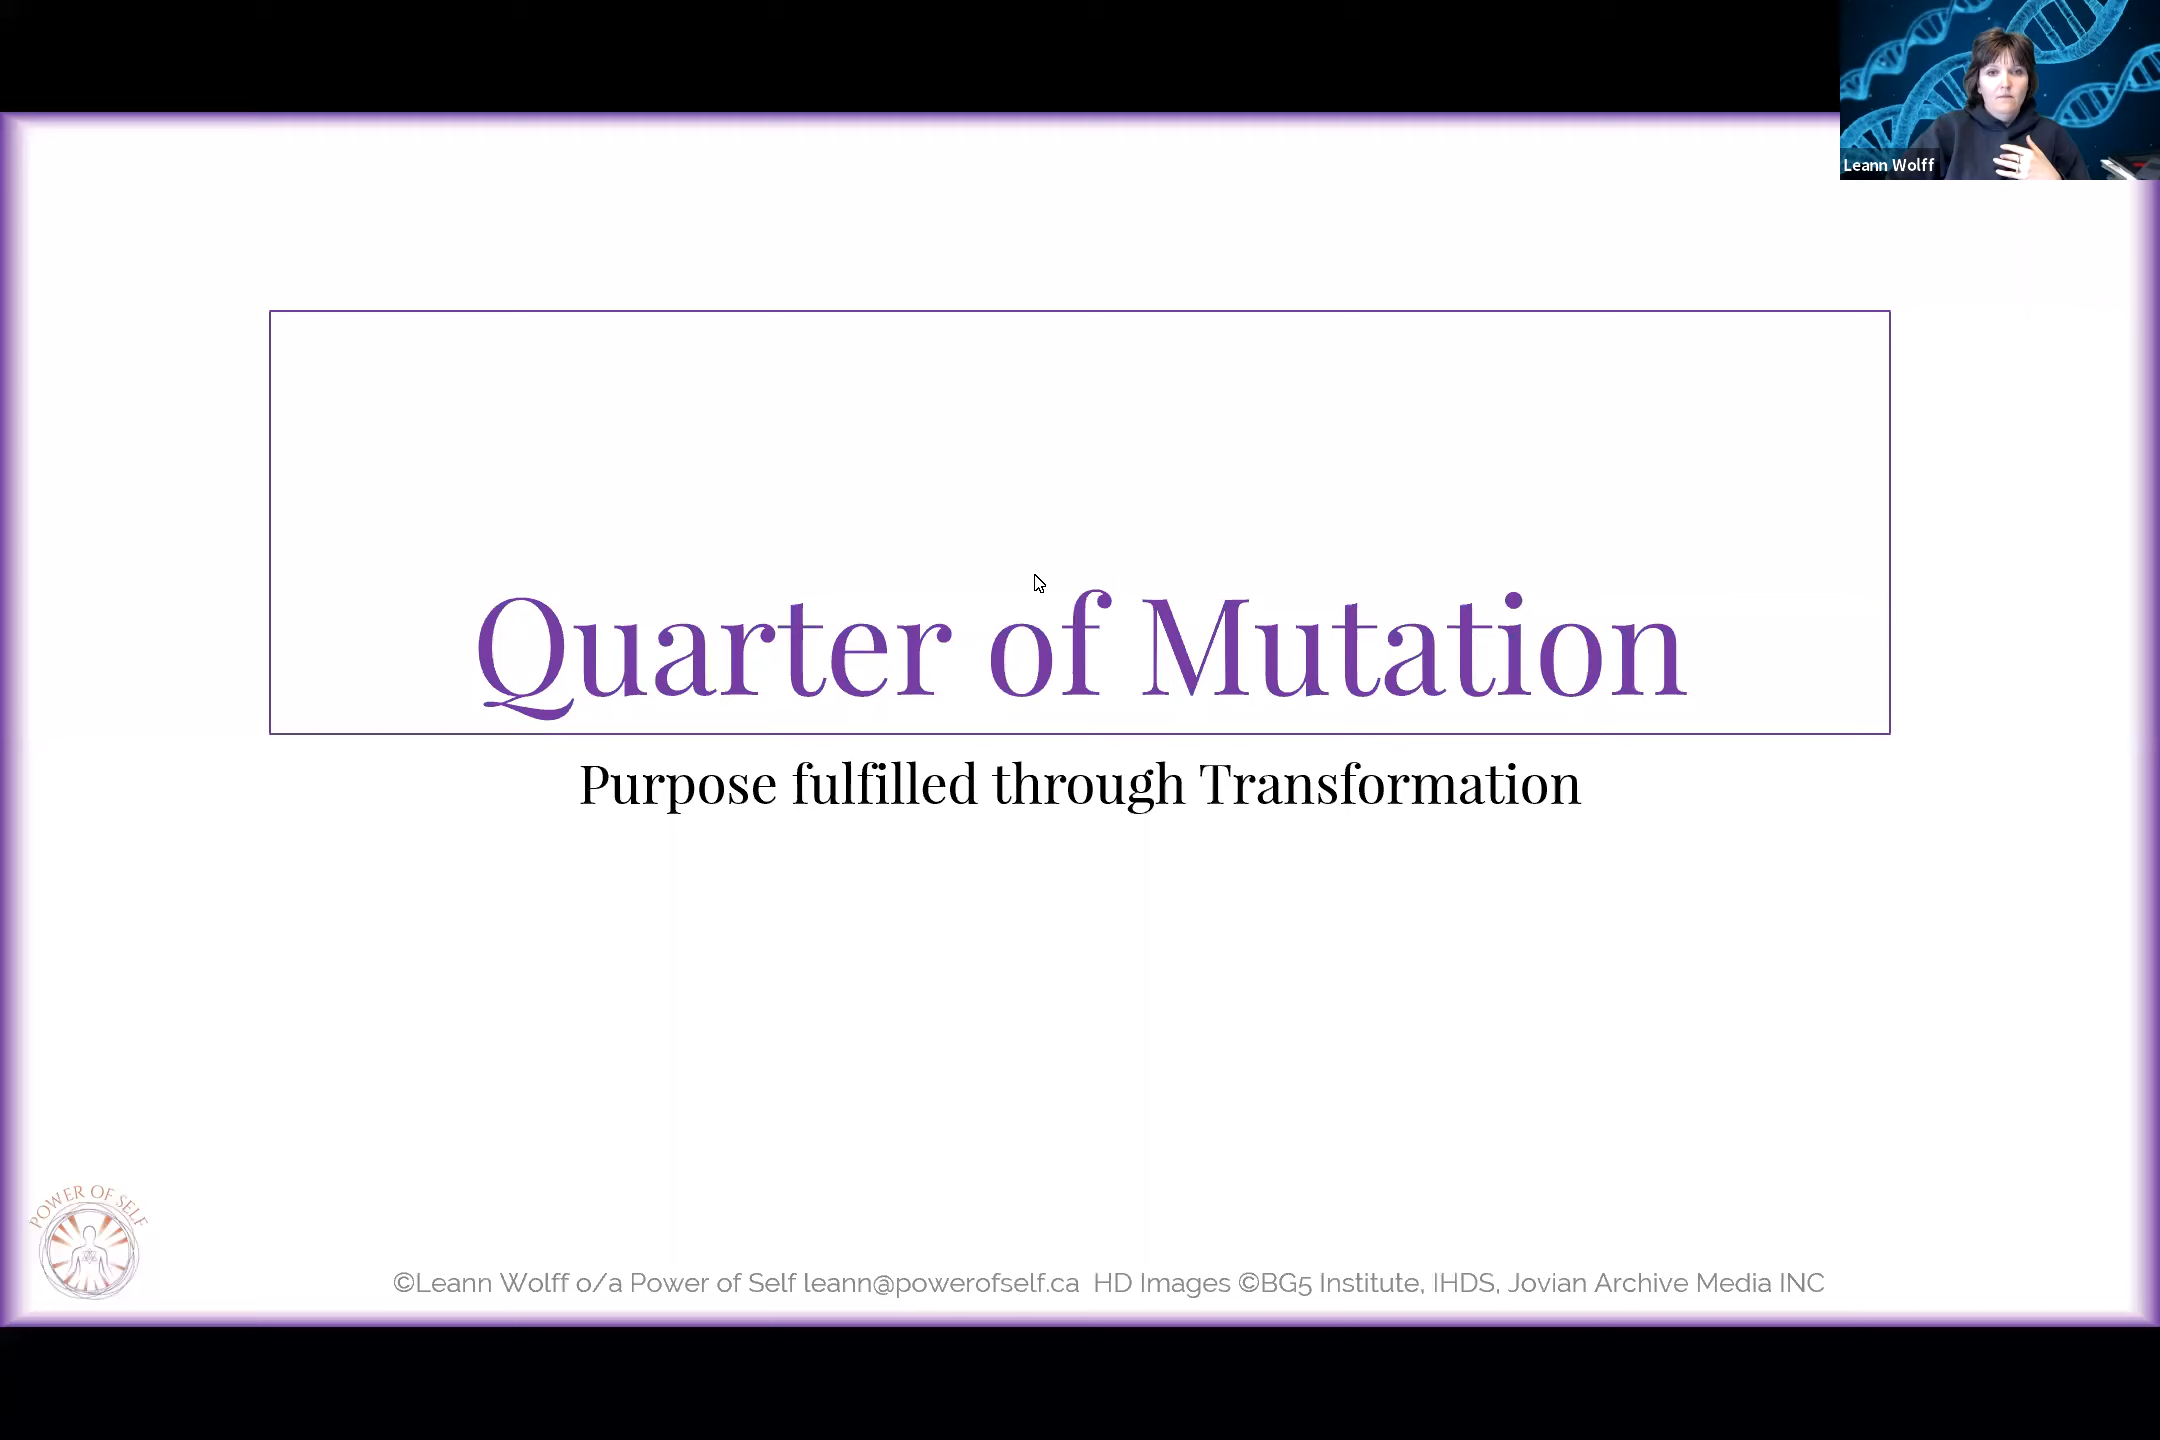 Leann Wolff
Quarter of Mutation
Purpose fulfilled through Transformation
POWER OF SELF
©Leann Wolff o/a Power of Self leann@powerofself.ca  HD Images ©BG5 Institute, IHDS, Jovian Archive Media INC